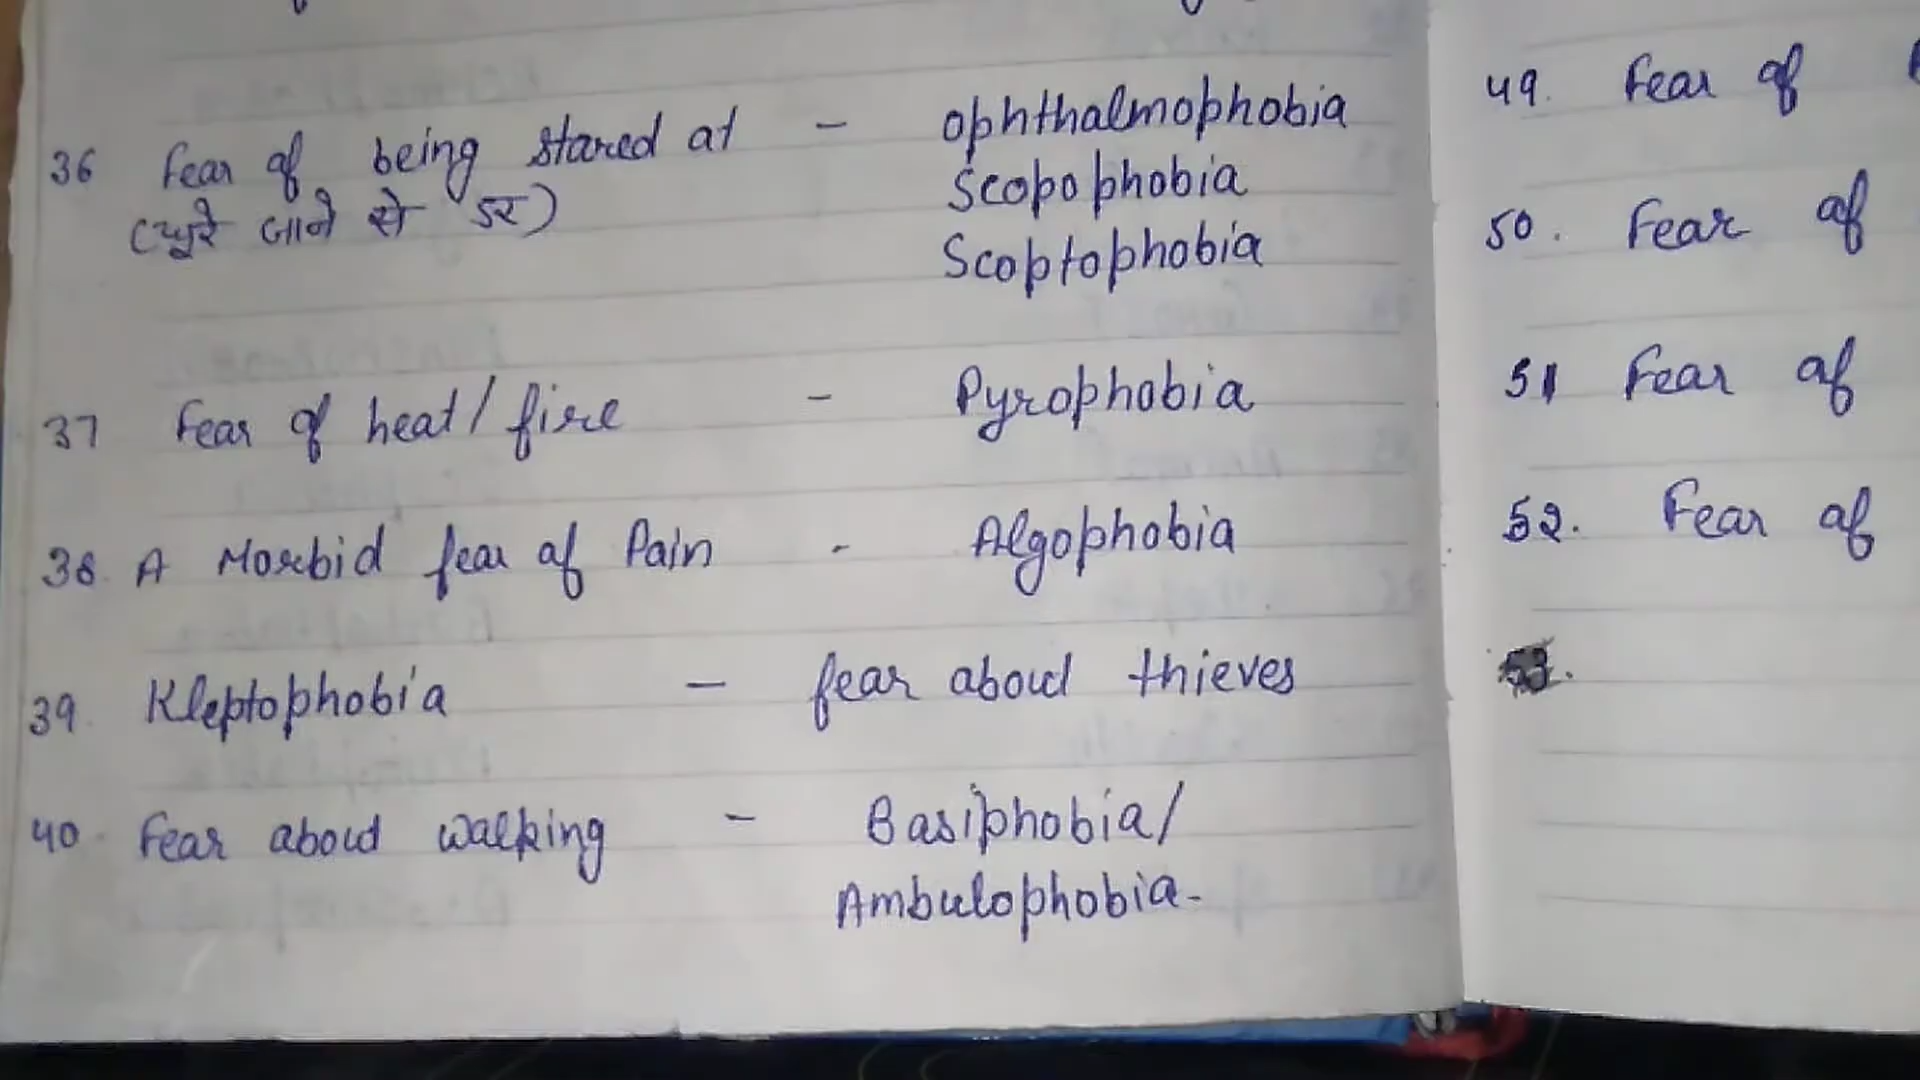 36 Fear of being stared at - Ophthalmophobia
(घूरे जाने से डर) Scopophobia
Scoptophobia
37 Fear of heat/fire - Pyrophobia
38. A Morbid fear of Pain - Algophobia
39. Kleptophobia - fear about thieves
40. Fear about walking - Basiphobia/
Ambulophobia-
49. Fear of
50. Fear of
51 Fear of
52. Fear of
53.